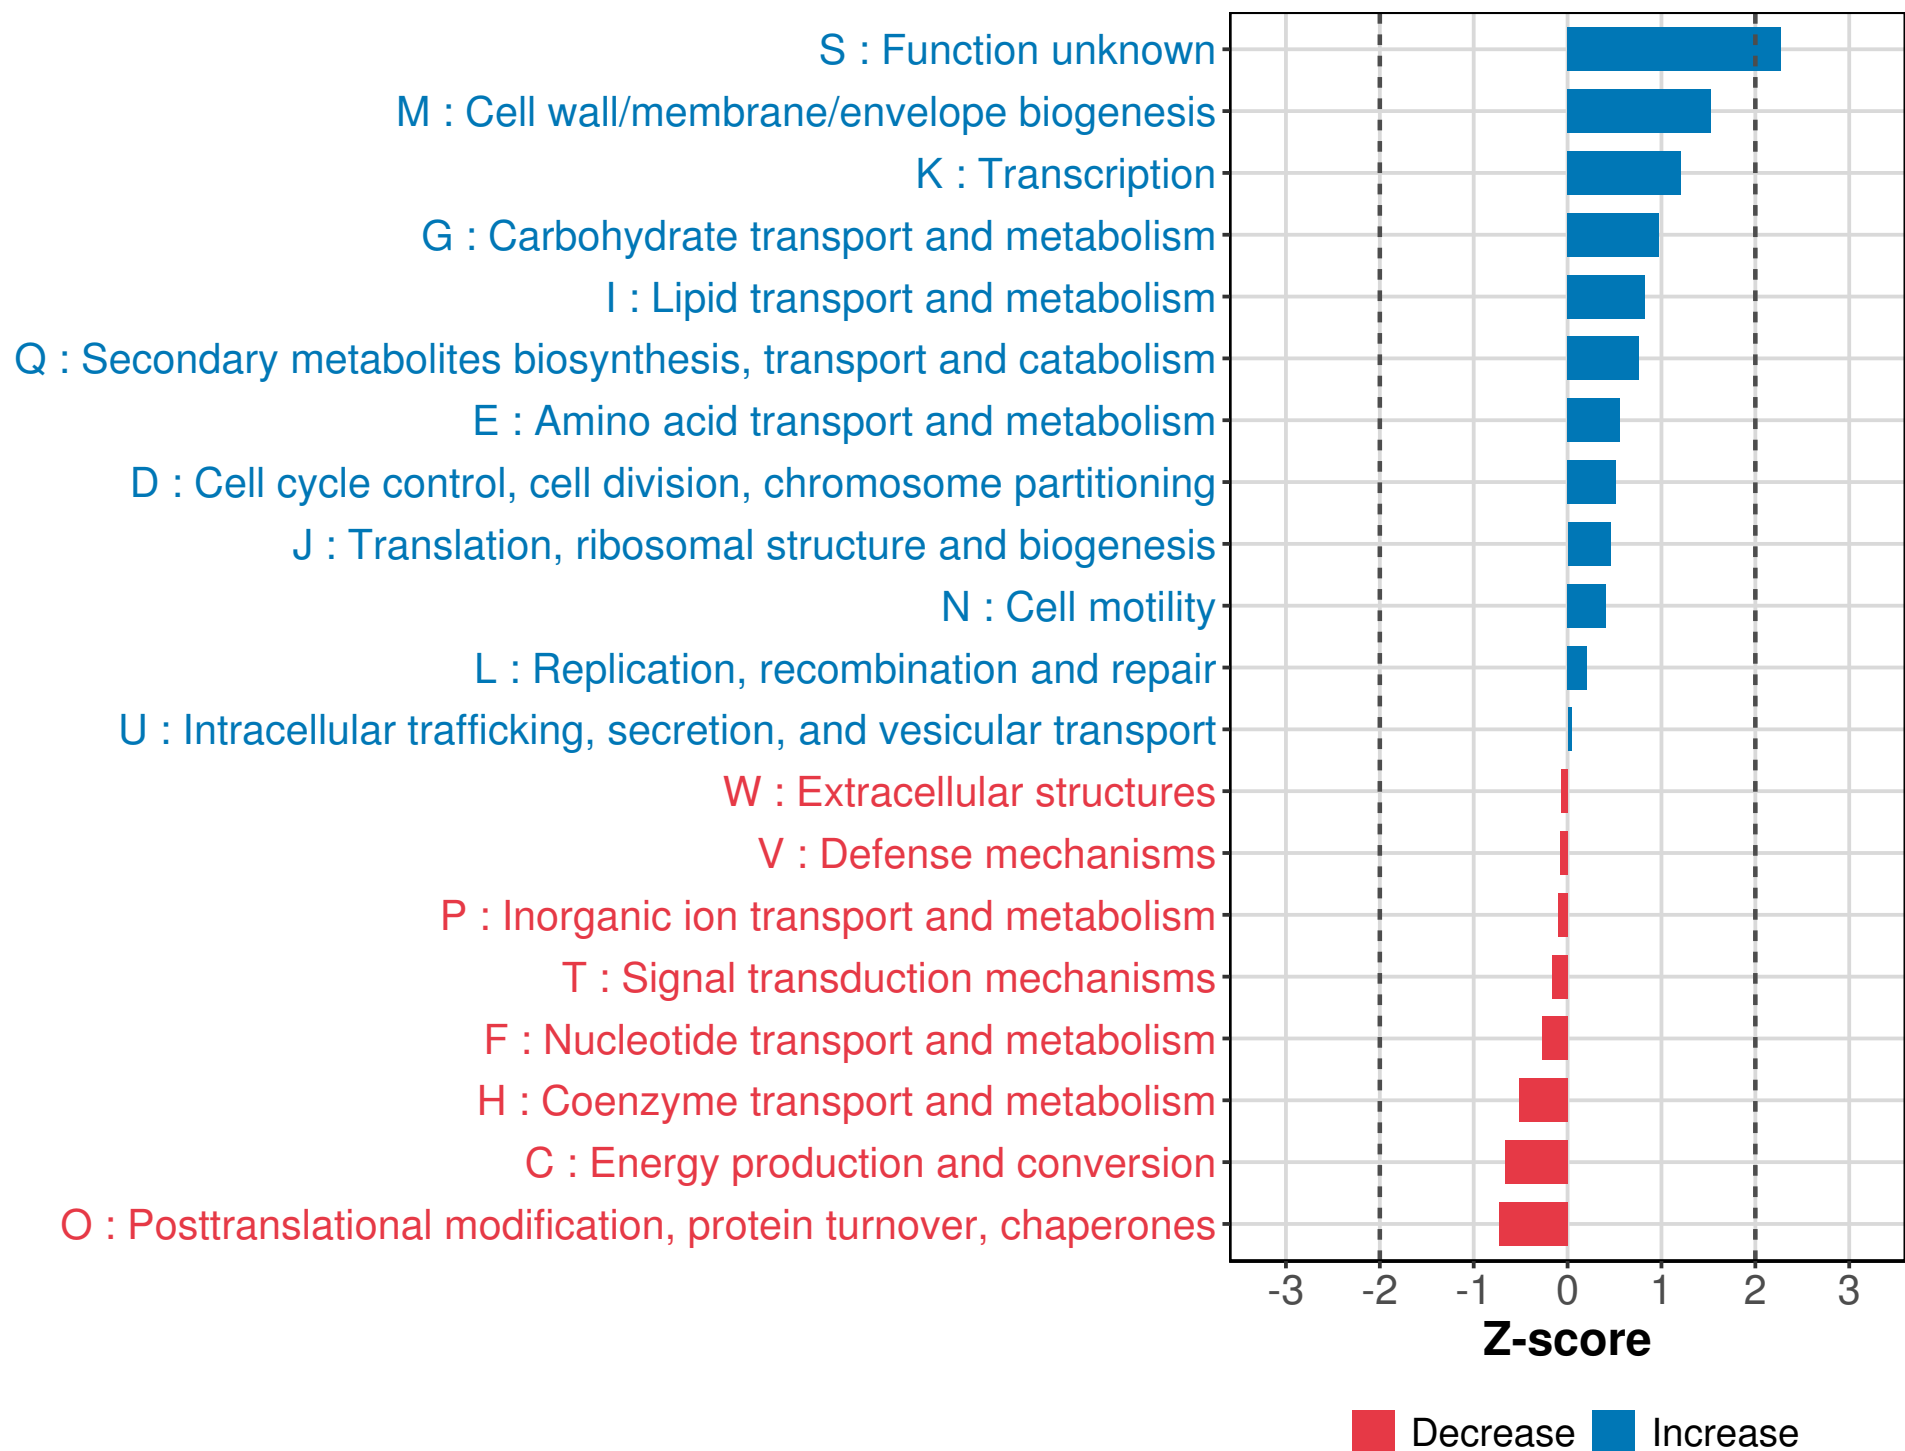 S : Function unknown
M : Cell wall/membrane/envelope biogenesis
K : Transcription
G : Carbohydrate transport and metabolism
I : Lipid transport and metabolism
Q : Secondary metabolites biosynthesis, transport and catabolism
E : Amino acid transport and metabolism
D : Cell cycle control, cell division, chromosome partitioning
J : Translation, ribosomal structure and biogenesis
N : Cell motility
L : Replication, recombination and repair
U : Intracellular trafficking, secretion, and vesicular transport
W : Extracellular structures
V : Defense mechanisms
P : Inorganic ion transport and metabolism
T : Signal transduction mechanisms
F : Nucleotide transport and metabolism
H : Coenzyme transport and metabolism
C : Energy production and conversion
O : Posttranslational modification, protein turnover, chaperones
-3 -2 -1 0 1 2 3
Z-score
Decrease Increase